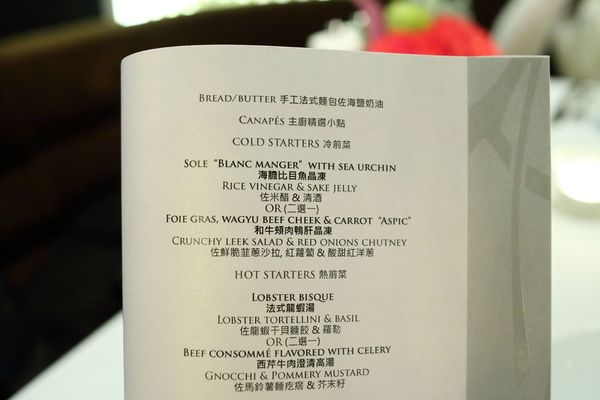 BREAD/BUTTER 手工法式麵包佐海鹽奶油
CANAPÉS 主廚精選小點
COLD STARTERS 冷前菜
SOLE "BLANC MANGER" WITH SEA URCHIN
海膽比目魚晶凍
RICE VINEGAR & SAKE JELLY
佐米醋 & 清酒
OR (二選一)
FOIE GRAS, WAGYU BEEF CHEEK & CARROT "ASPIC"
和牛頰肉鴨肝晶凍
CRUNCHY LEEK SALAD & RED ONIONS CHUTNEY
佐鮮脆韮蔥沙拉, 紅蘿蔔 & 酸甜紅洋蔥
HOT STARTERS 熱前菜
LOBSTER BISQUE
法式龍蝦湯
LOBSTER TORTELLINI & BASIL
佐龍蝦干貝麵餃 & 羅勒
OR (二選一)
BEEF CONSOMMÉ FLAVORED WITH CELERY
西芹牛肉澄清高湯
GNOCCHI & POMMERY MUSTARD
佐馬鈴薯麵疙瘩 & 芥末籽